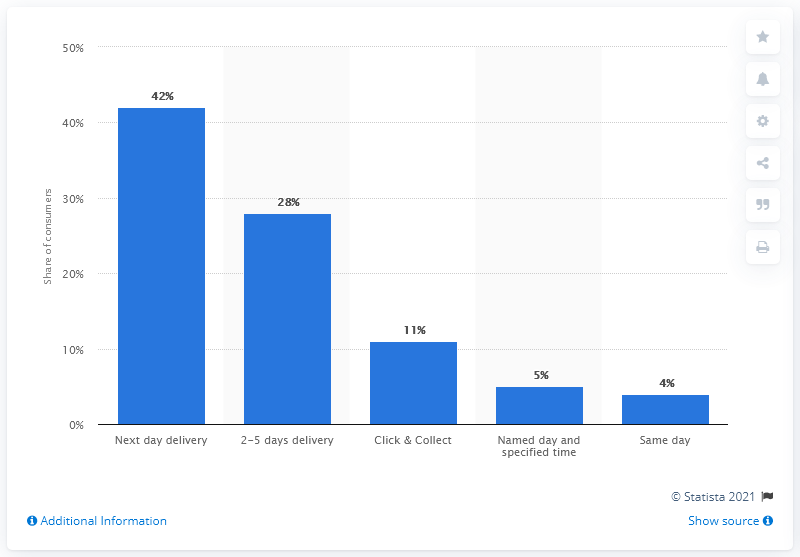 50%
40%
30%
20%
10%
0%
Share of consumers
42%
28%
11%
5%
4%
Next day delivery
2–5 days delivery
Click & Collect
Named day and
specified time
Same day
© Statista 2021
Additional Information
Show source